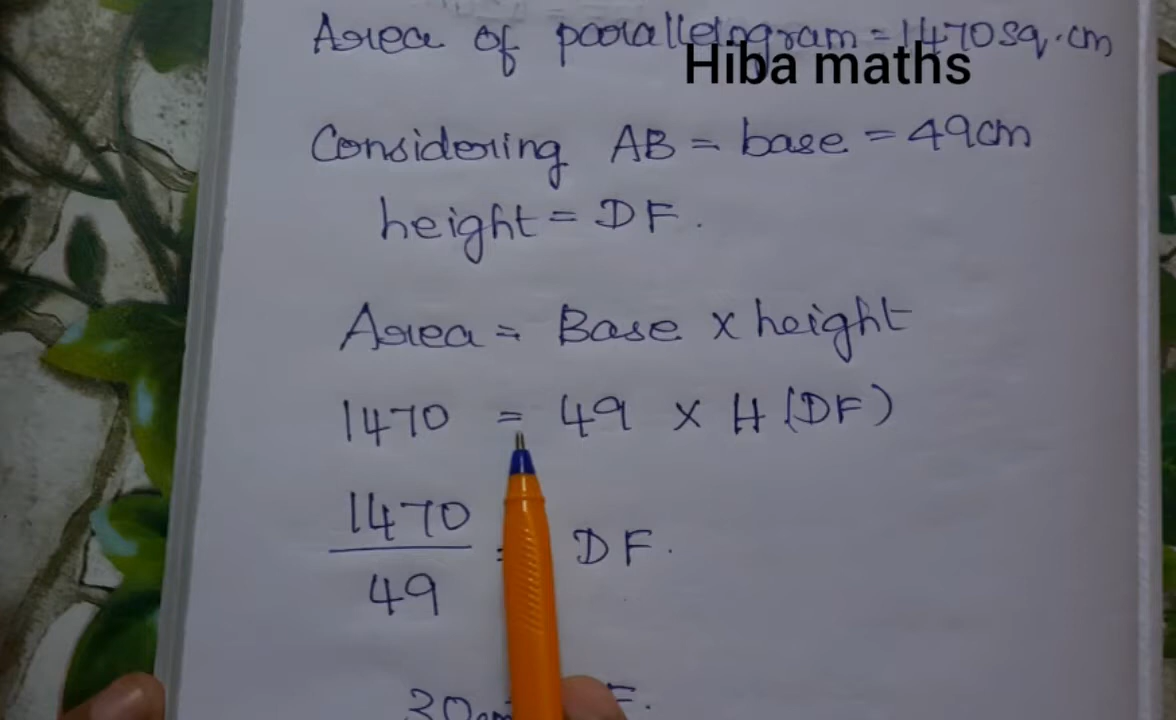 Area of parallelogram = 1470 sq.cm
Hiba maths
Considering AB = base = 49cm
height = DF.
Area = Base x height
1470 = 49 x H (DF)
1470
49
= DF.
30cm
F.